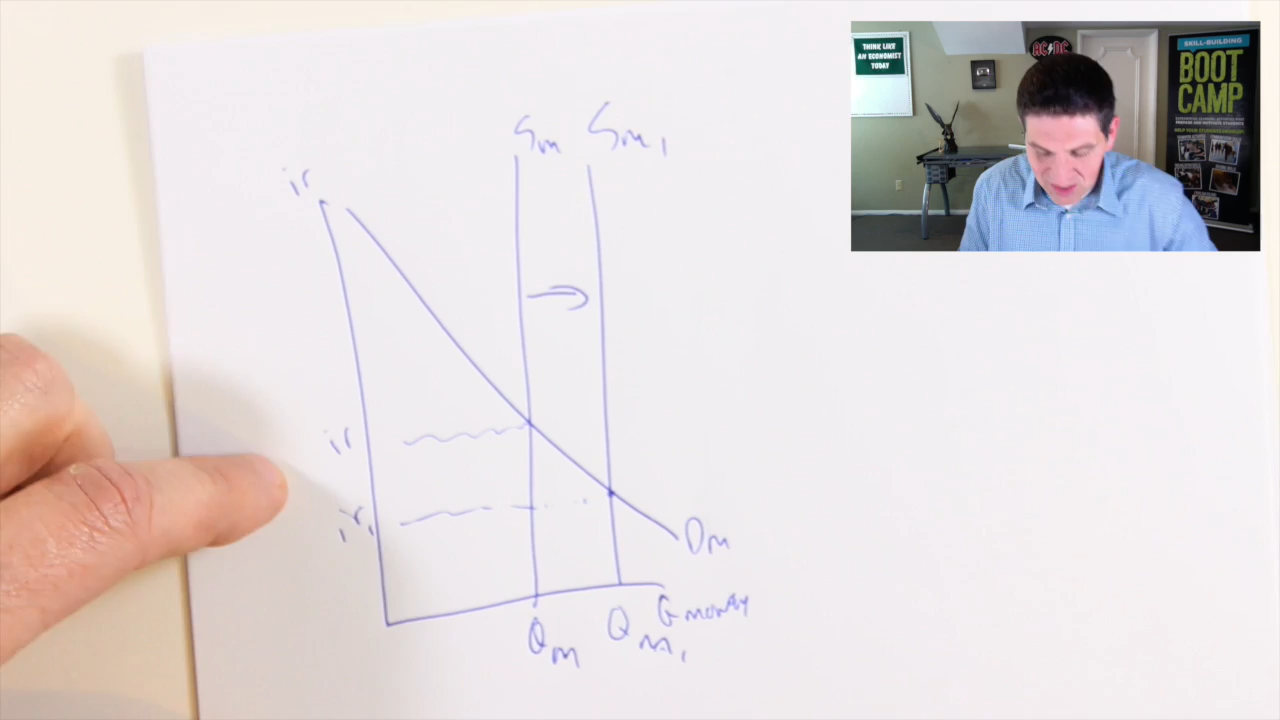 Sm Sm1
ir
ir
ir1
Dm
Qm Qm1 Q money
THINK LIKE
AN ECONOMIST
TODAY
AC DC
SKILL-BUILDING
BOOT
CAMP